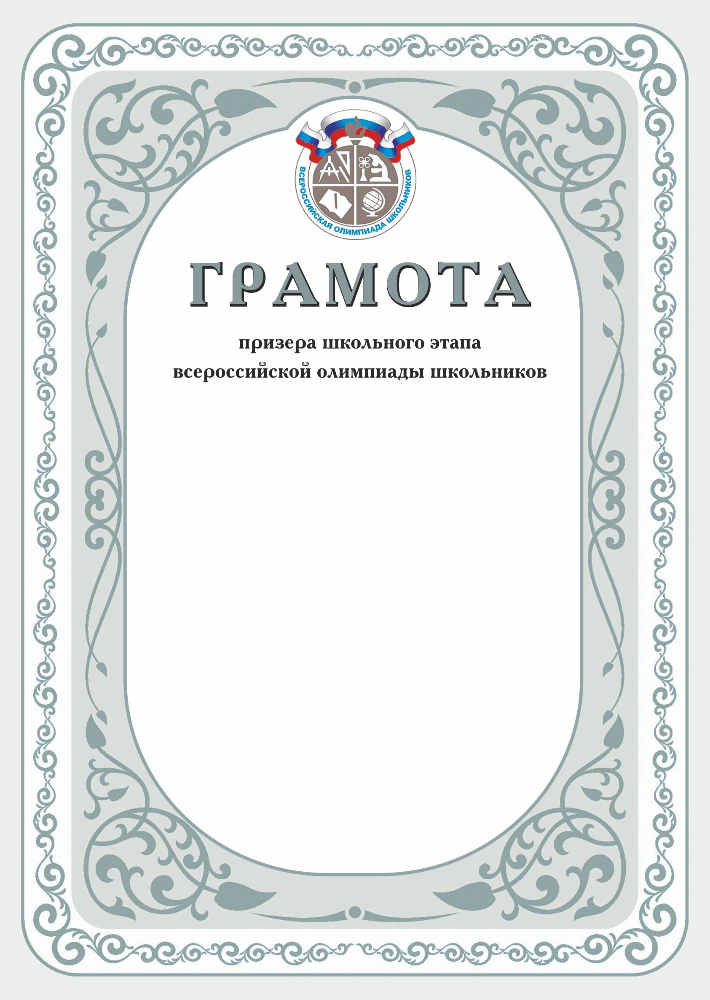 ВСЕРОССИЙСКАЯ ОЛИМПИАДА ШКОЛЬНИКОВ
ГРАМОТА
призера школьного этапа
всероссийской олимпиады школьников